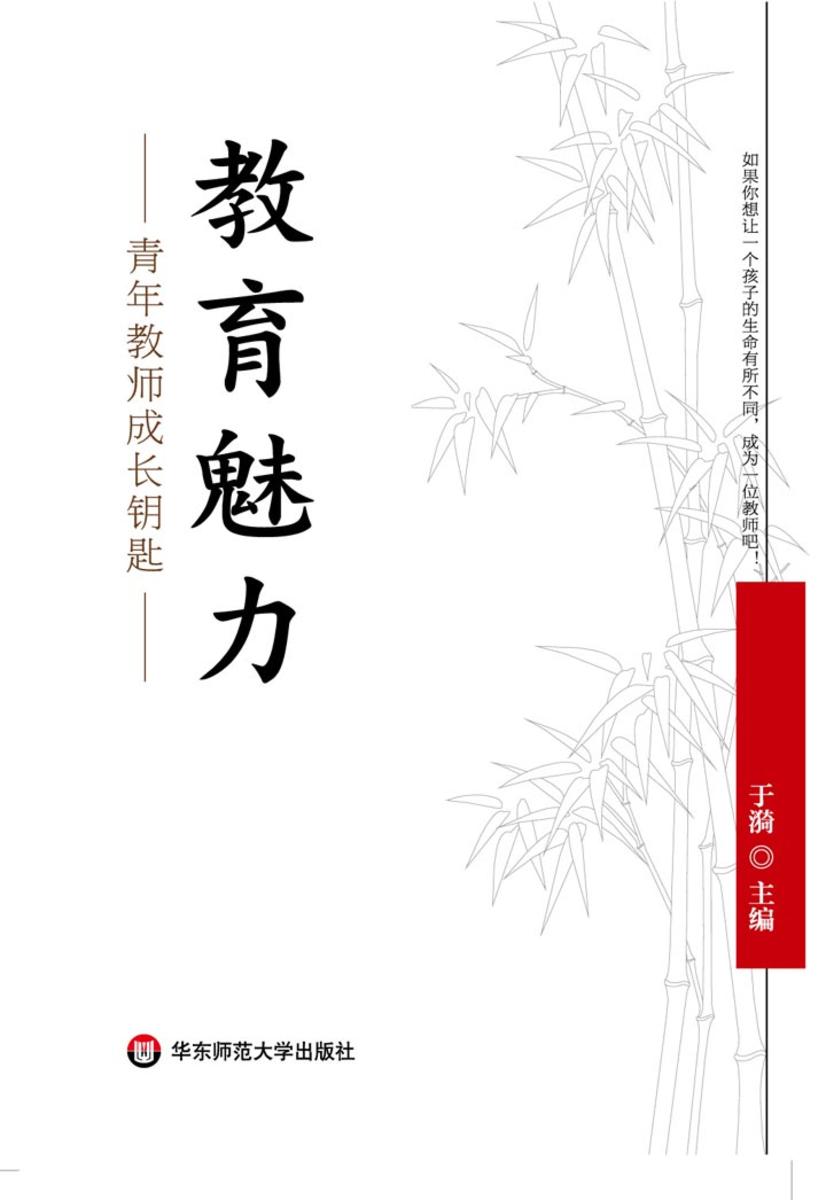 如果你想让一个孩子的生命有所不同，成为一位教师吧！
教育魅力
青年教师成长钥匙
于漪◎主编
华东师范大学出版社